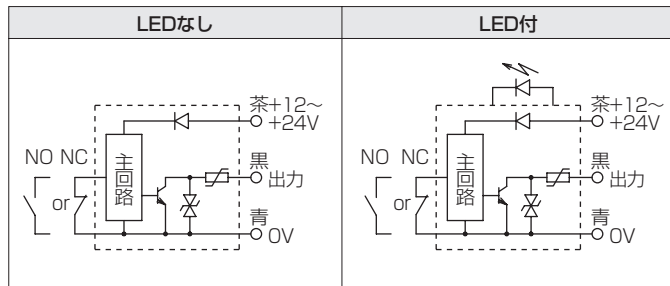 LEDなし
LED付
茶+12〜
+24V
NO NC
主回路
or
黒
出力
青
0V
茶+12〜
+24V
NO NC
主回路
or
黒
出力
青
0V